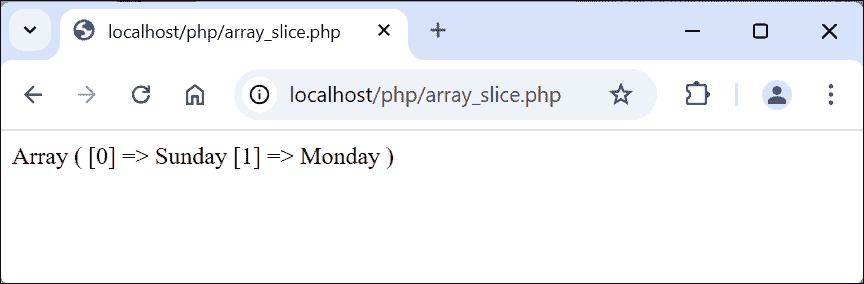 localhost/php/array_slice.php
localhost/php/array_slice.php
Array ( [0] => Sunday [1] => Monday )